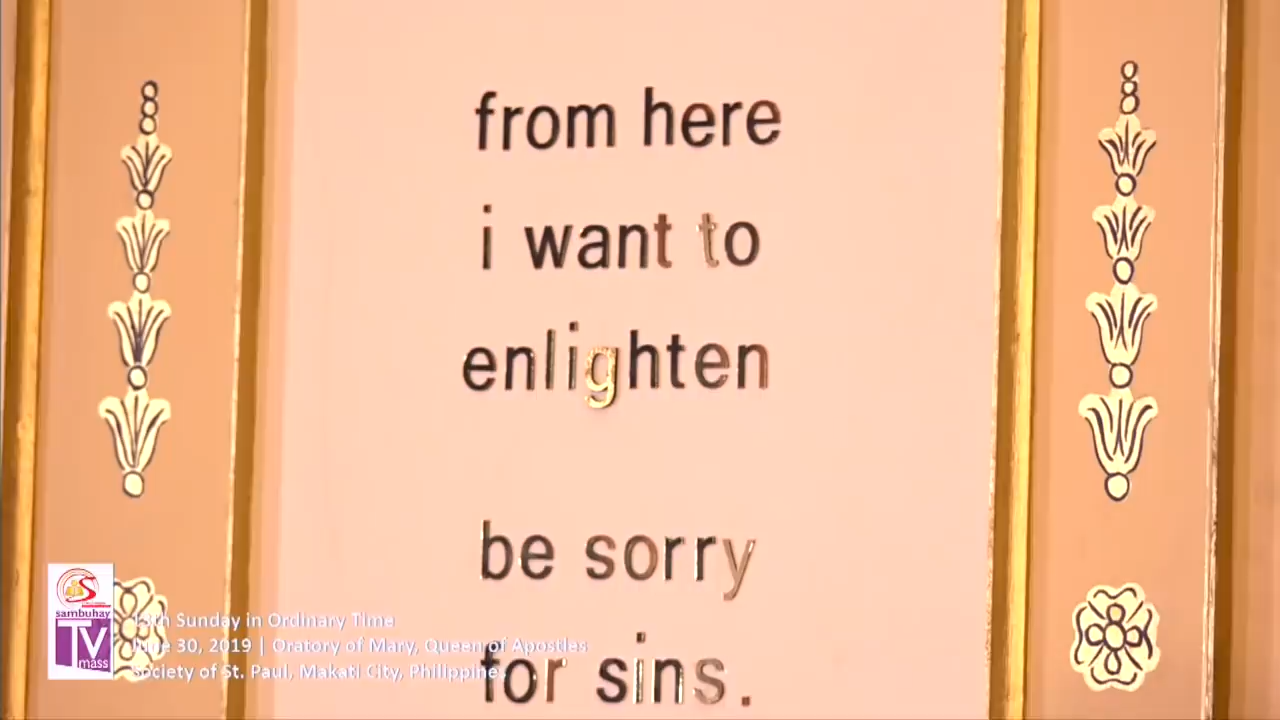 from here
i want to
enlighten
be sorry
for sins.
sambuhay
TV
mass
13th Sunday in Ordinary Time
June 30, 2019 | Oratory of Mary, Queen of Apostles
Society of St. Paul, Makati City, Philippines